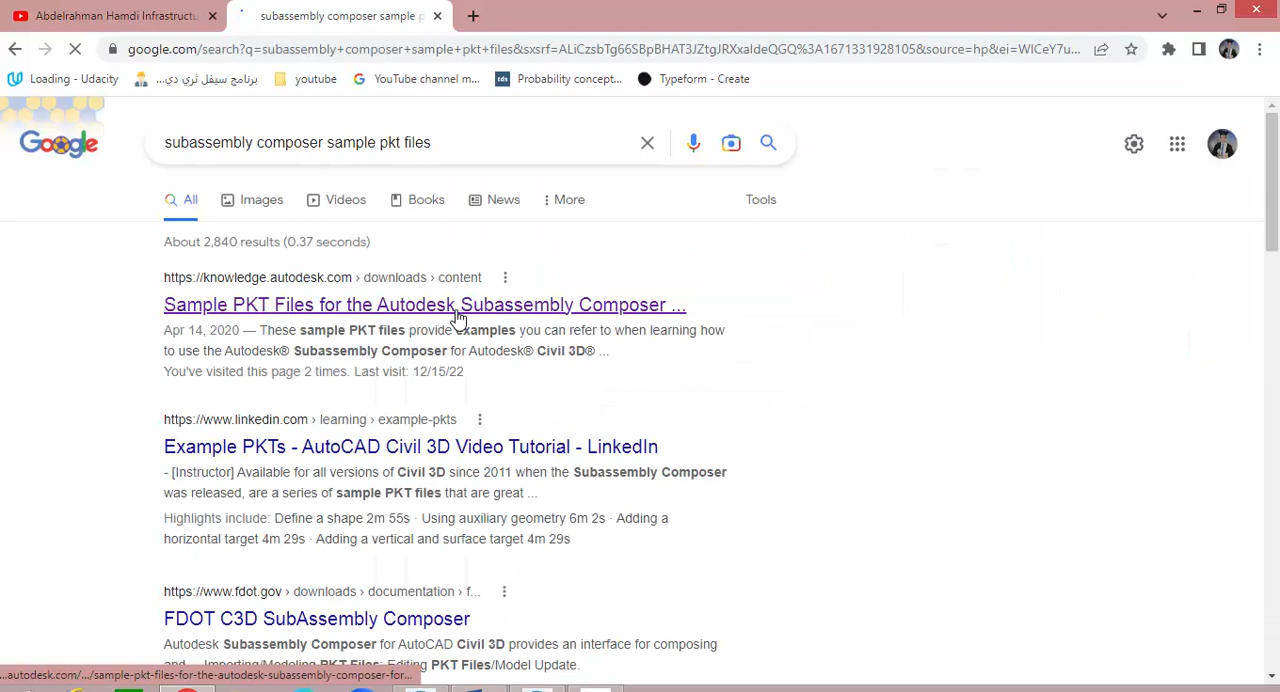 Abdelrahman Hamdi Infrastructu
subassembly composer sample p
google.com/search?q=subassembly+composer+sample+pkt+files&sxsrf=ALiCzsbTg66SBpBHAT3JZtgJRXxaIdeQGQ%3A1671331928105&source=hp&ei=WICeY7u...
Loading - Udacity
برنامج سيفل ثري دي...
youtube
YouTube channel m...
tds Probability concept...
Typeform - Create
Google
subassembly composer sample pkt files
All
Images
Videos
Books
News
More
Tools
About 2,840 results (0.37 seconds)
https://knowledge.autodesk.com › downloads › content
Sample PKT Files for the Autodesk Subassembly Composer ...
Apr 14, 2020 — These sample PKT files provide examples you can refer to when learning how
to use the Autodesk® Subassembly Composer for Autodesk® Civil 3D® ...
You've visited this page 2 times. Last visit: 12/15/22
https://www.linkedin.com › learning › example-pkts
Example PKTs - AutoCAD Civil 3D Video Tutorial - LinkedIn
- [Instructor] Available for all versions of Civil 3D since 2011 when the Subassembly Composer
was released, are a series of sample PKT files that are great ...
Highlights include: Define a shape 2m 55s · Using auxiliary geometry 6m 2s · Adding a
horizontal target 4m 29s · Adding a vertical and surface target 4m 29s
https://www.fdot.gov › downloads › documentation › f...
FDOT C3D SubAssembly Composer
Autodesk Subassembly Composer for AutoCAD Civil 3D provides an interface for composing
and ... Importing/Modeling PKT Files; Editing PKT Files/Model Update.
...autodesk.com/.../sample-pkt-files-for-the-autodesk-subassembly-composer-for...